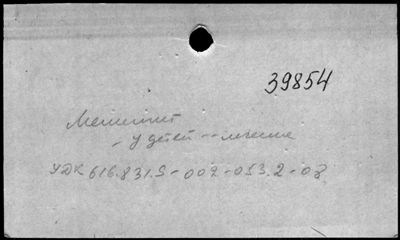 39854
Менингит
- у детей -- лечение
УДК 616.831.9-002-053.2-08